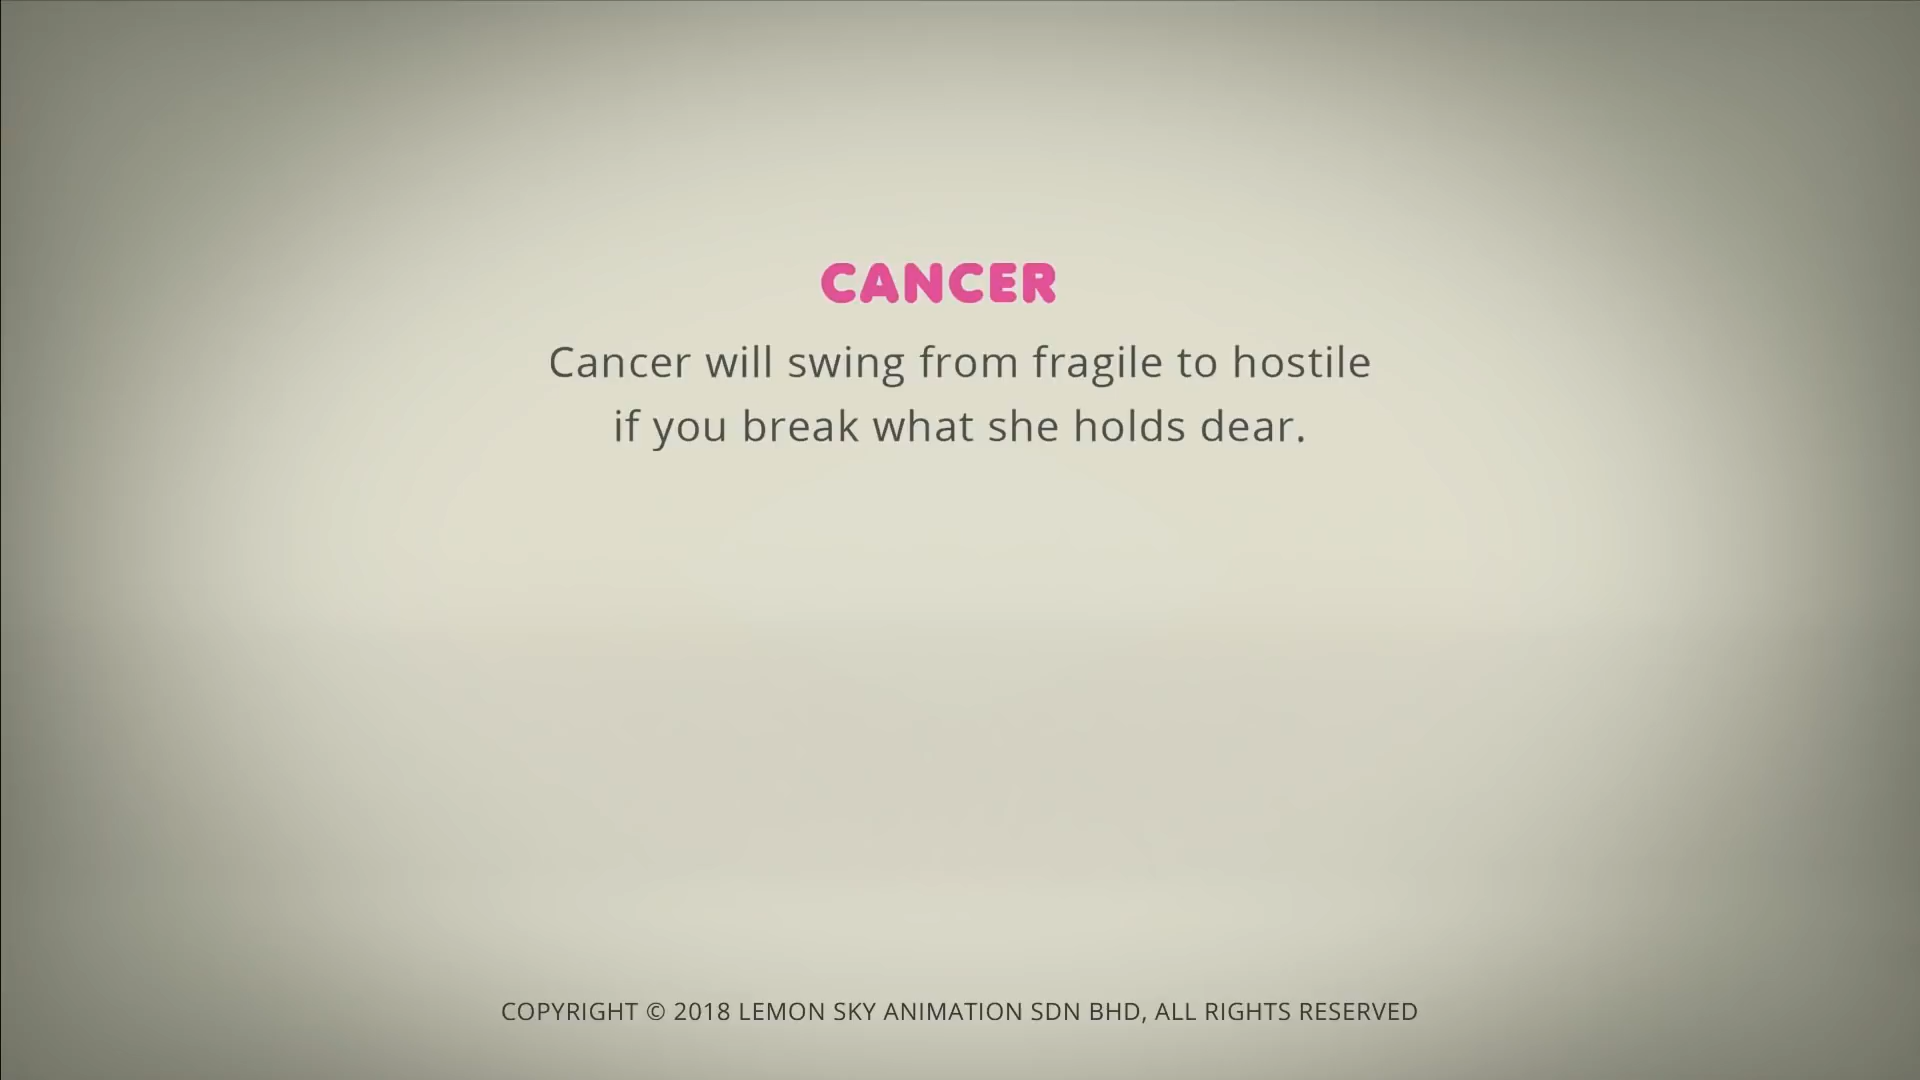 CANCER
Cancer will swing from fragile to hostile
if you break what she holds dear.
COPYRIGHT © 2018 LEMON SKY ANIMATION SDN BHD, ALL RIGHTS RESERVED